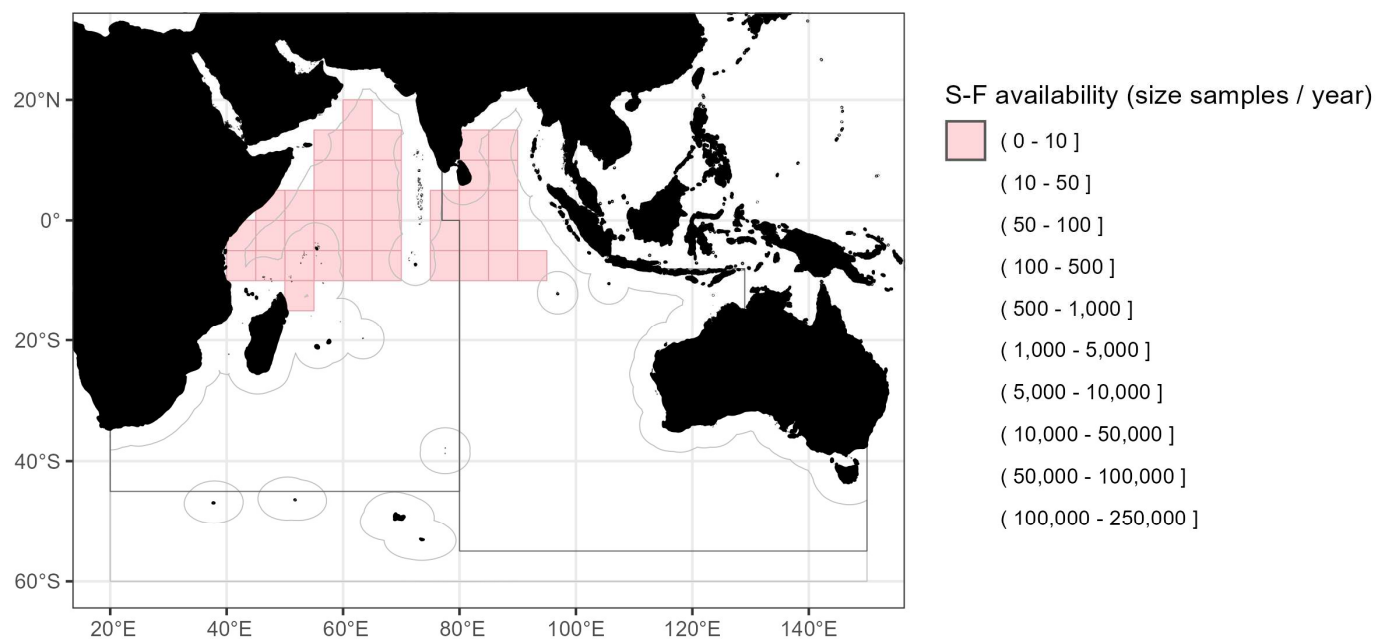 S-F availability (size samples / year)
( 0 - 10 ]
( 10 - 50 ]
( 50 - 100 ]
( 100 - 500 ]
( 500 - 1,000 ]
( 1,000 - 5,000 ]
( 5,000 - 10,000 ]
( 10,000 - 50,000 ]
( 50,000 - 100,000 ]
( 100,000 - 250,000 ]
20°N
0°
20°S
40°S
60°S
20°E 40°E 60°E 80°E 100°E 120°E 140°E